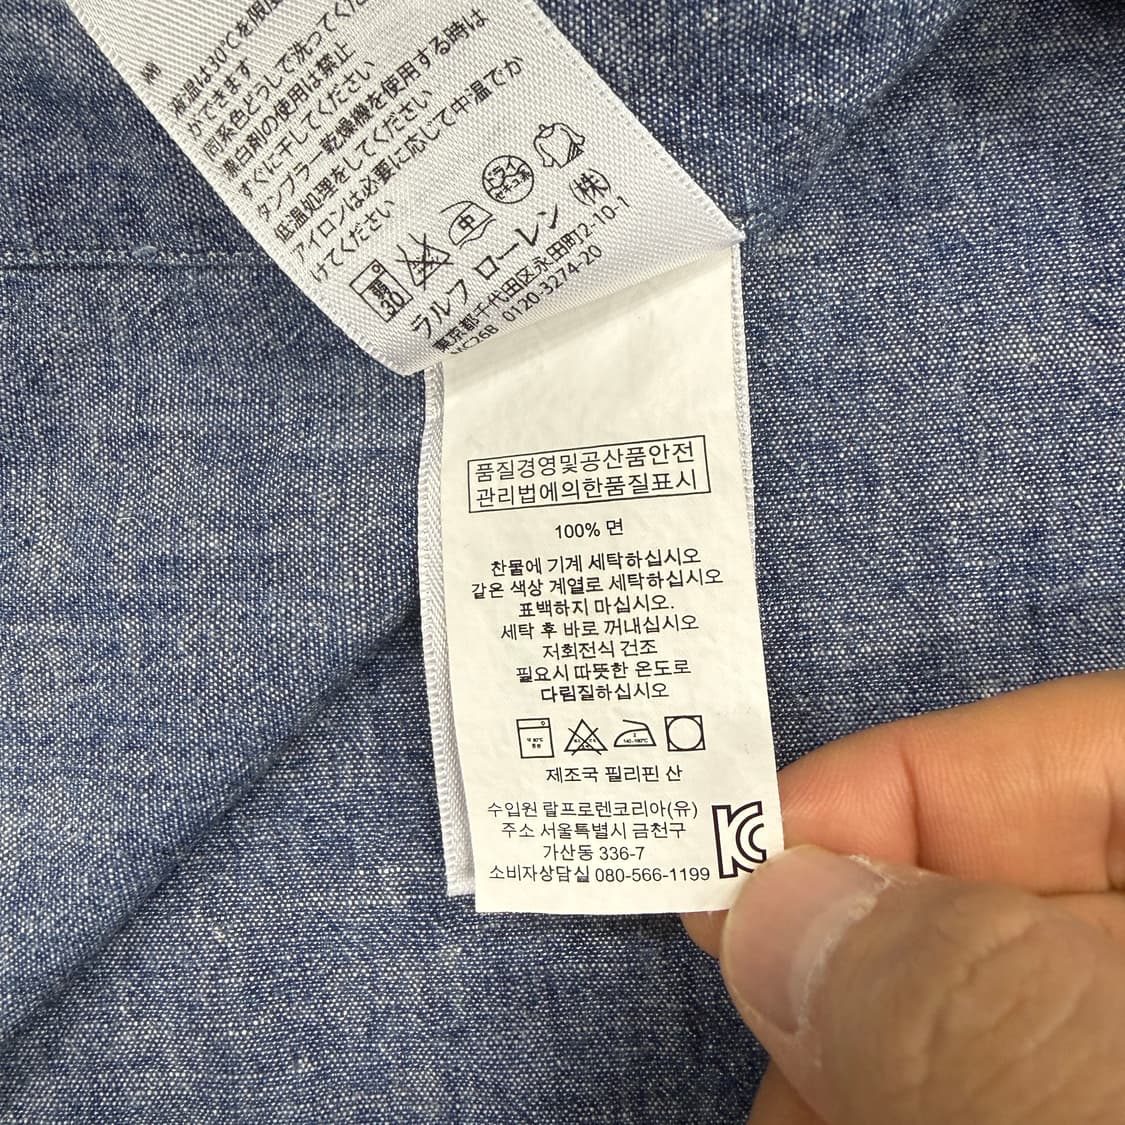 液温は30℃を限度
ができます
同系色どうしで洗ってくだ
漂白剤の使用は禁止
すぐに干してください
タンブラー乾燥機を使用する時は
低温処理をしてください
アイロンは必要に応じて中温でか
けてください
弱
30
中
ドライ
セキユ系
ラルフ ローレン (株)
東京都千代田区永田町2-10-1
0120-3274-20
품질경영및공산품안전
관리법에의한품질표시
100% 면
찬물에 기계 세탁하십시오
같은 색상 계열로 세탁하십시오
표백하지 마십시오.
세탁 후 바로 꺼내십시오
저회전식 건조
필요시 따뜻한 온도로
다림질하십시오
제조국 필리핀 산
수입원 랄프로렌코리아(유)
주소 서울특별시 금천구
가산동 336-7
소비자상담실 080-566-1199